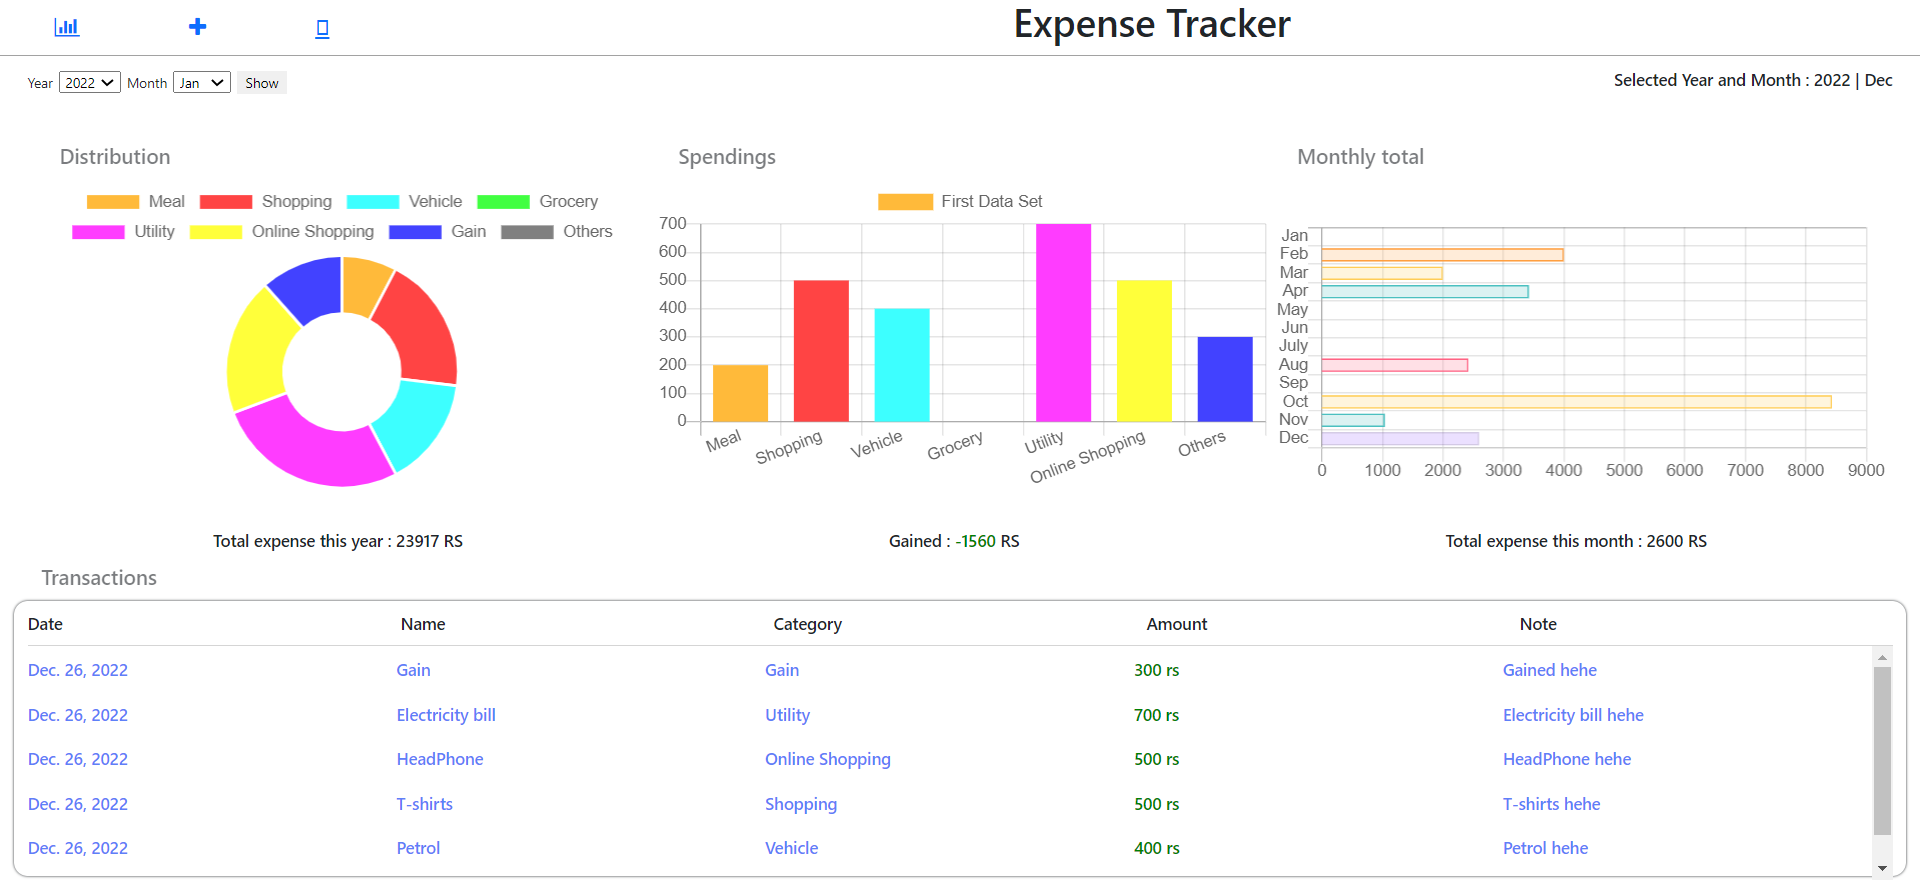 Expense Tracker
Year 2022 Month Jan Show
Selected Year and Month : 2022 | Dec
Distribution
Meal Shopping Vehicle Grocery
Utility Online Shopping Gain Others
Spendings
First Data Set
700
600
500
400
300
200
100
0
Meal Shopping Vehicle Grocery Utility Online Shopping Others
Monthly total
Jan
Feb
Mar
Apr
May
Jun
July
Aug
Sep
Oct
Nov
Dec
0 1000 2000 3000 4000 5000 6000 7000 8000 9000
Total expense this year : 23917 RS
Gained : -1560 RS
Total expense this month : 2600 RS
Transactions
Date Name Category Amount Note
Dec. 26, 2022 Gain Gain 300 rs Gained hehe
Dec. 26, 2022 Electricity bill Utility 700 rs Electricity bill hehe
Dec. 26, 2022 HeadPhone Online Shopping 500 rs HeadPhone hehe
Dec. 26, 2022 T-shirts Shopping 500 rs T-shirts hehe
Dec. 26, 2022 Petrol Vehicle 400 rs Petrol hehe